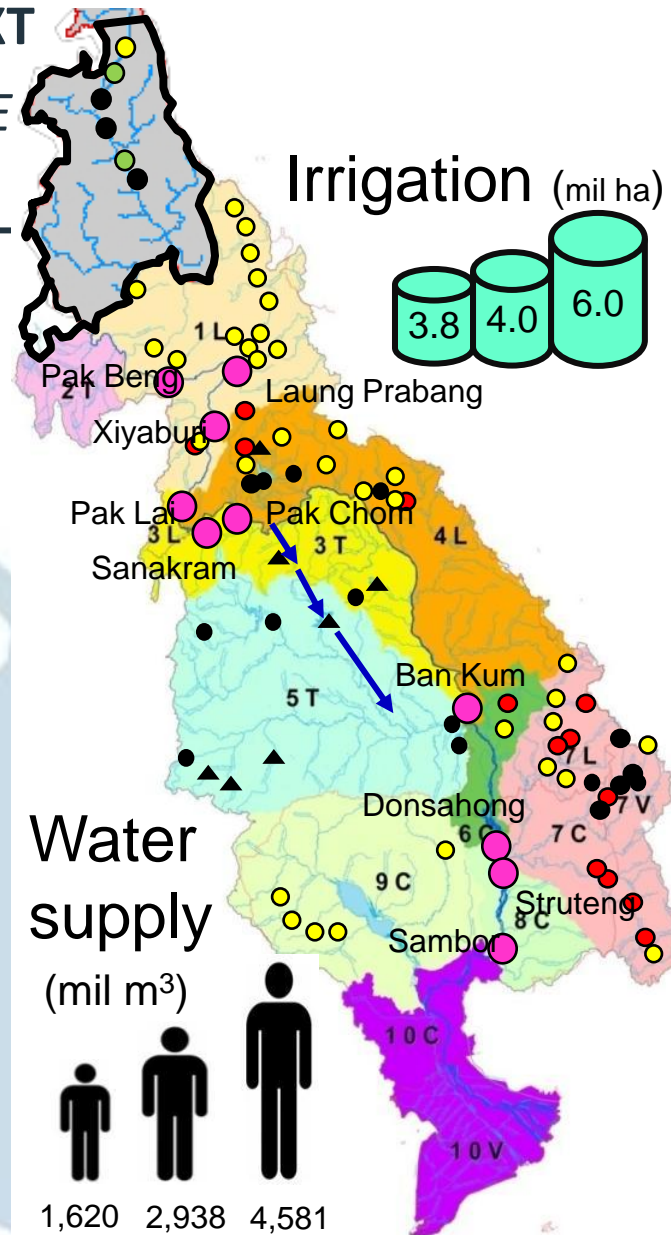 XT
E
Irrigation (mil ha)
3.8 4.0 6.0
1 L
2 T
Pak Beng
Laung Prabang
Xiyaburi
Pak Lai
Pak Chom
3 L
3 T
4 L
Sanakram
Ban Kum
5 T
7 L
7 V
Donsahong
6 C
7 C
Water
supply
(mil m³)
9 C
Struteng
8 C
Sambor
10 C
10 V
1,620 2,938 4,581